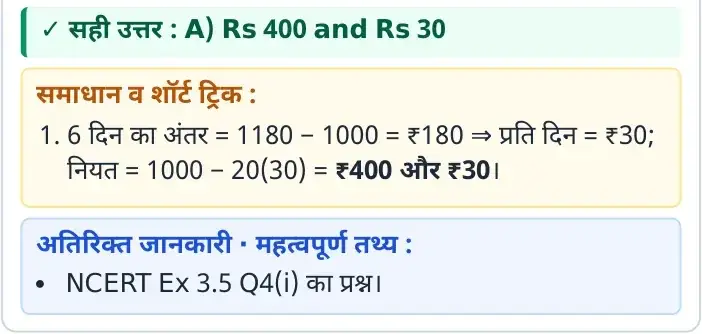 ✓ सही उत्तर : A) Rs 400 and Rs 30
समाधान व शॉर्ट ट्रिक :
1. 6 दिन का अंतर = 1180 − 1000 = ₹180 ⇒ प्रति दिन = ₹30;
नियत = 1000 − 20(30) = ₹400 और ₹30।
अतिरिक्त जानकारी · महत्वपूर्ण तथ्य :
• NCERT Ex 3.5 Q4(i) का प्रश्न।